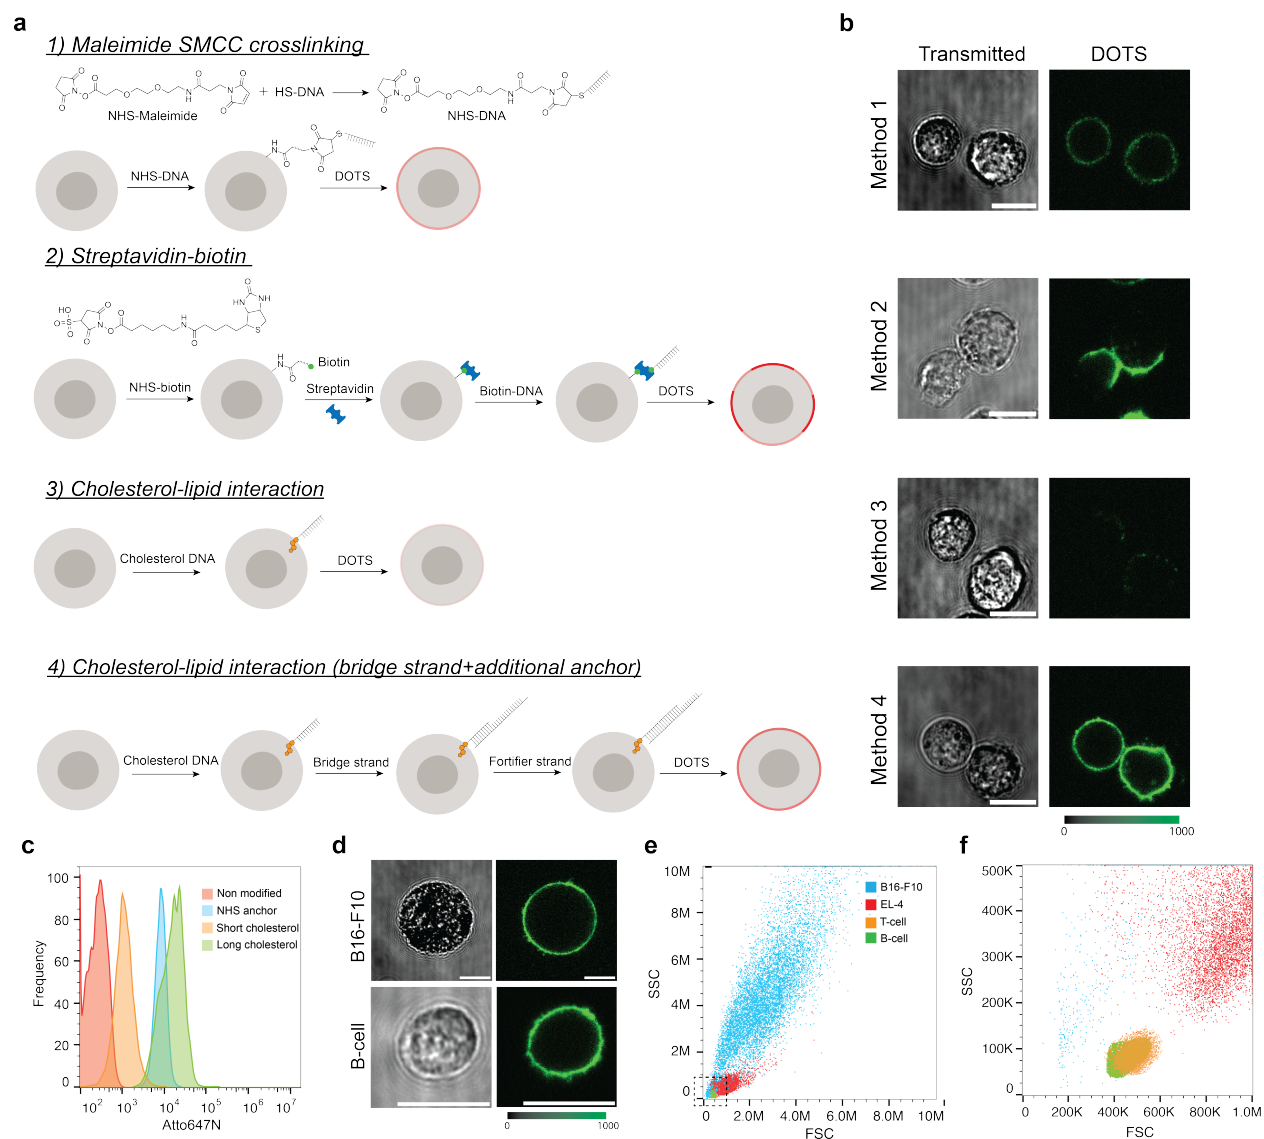 a
1) Maleimide SMCC crosslinking
NHS-Maleimide
+ HS-DNA
NHS-DNA
NHS-DNA
DOTS
2) Streptavidin-biotin
NHS-biotin
Biotin
Streptavidin
Biotin-DNA
DOTS
3) Cholesterol-lipid interaction
Cholesterol DNA
DOTS
4) Cholesterol-lipid interaction (bridge strand+additional anchor)
Cholesterol DNA
Bridge strand
Fortifier strand
DOTS
b
Transmitted
DOTS
Method 1
Method 2
Method 3
Method 4
0
1000
c
100
80
60
40
20
0
Frequency
10²
10³
10⁴
10⁵
10⁶
10⁷
Atto647N
Non modified
NHS anchor
Short cholesterol
Long cholesterol
d
B16-F10
B-cell
0
1000
e
10M
8M
6M
4M
2M
0
SSC
0
2.0M
4.0M
6.0M
8.0M
10M
FSC
B16-F10
EL-4
T-cell
B-cell
f
500K
400K
300K
200K
100K
0
SSC
0
200K
400K
600K
800K
1.0M
FSC